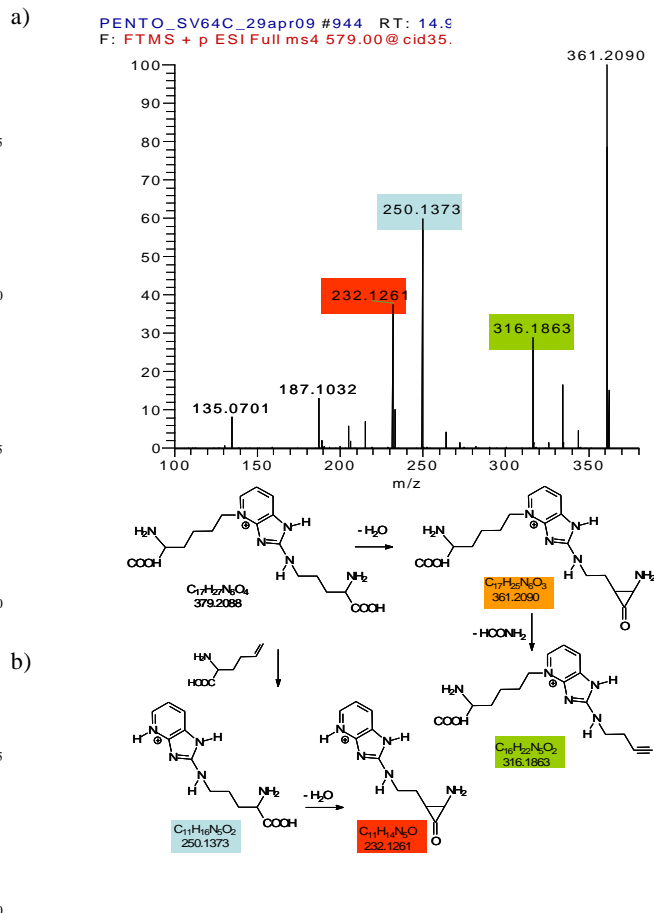 a)
PENTO_SV64C_29apr09 #944 RT: 14.9
F: FTMS + p ESI Full ms4 579.00@cid35.
361.2090
100
90
80
70
60
50
40
30
20
10
0
250.1373
232.1261
316.1863
187.1032
135.0701
100 150 200 250 300 350
m/z
H₂N
COOH
N
⊕
N
N-H
N
H
NH₂
COOH
C₁₇H₂₇N₆O₄
379.2088
- H₂O
H₂N
COOH
N
⊕
N
N-H
N
H
NH₂
O
C₁₇H₂₅N₆O₃
361.2090
- HCONH₂
b)
H₂N
HOOC
H₂N
COOH
N
⊕
N
N-H
N
H
C₁₆H₂₂N₅O₂
316.1863
H-N
⊕
N
N-H
N
H
NH₂
COOH
C₁₁H₁₆N₅O₂
250.1373
- H₂O
H-N
⊕
N
N-H
N
H
NH₂
O
C₁₁H₁₄N₅O
232.1261